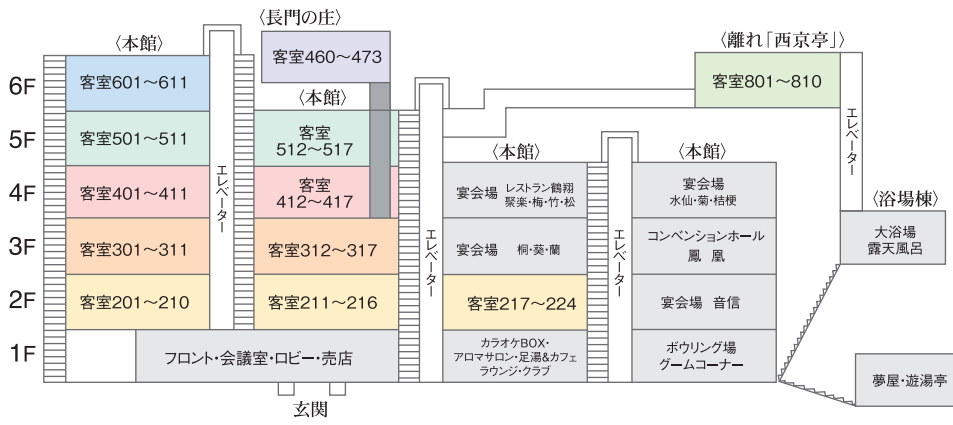 〈長門の庄〉
〈本館〉
〈離れ「西京亭」〉
6F
客室601〜611
客室460〜473
客室801〜810
〈本館〉
5F
客室501〜511
客室
512〜517
エレベーター
〈本館〉
〈本館〉
4F
客室401〜411
エレベーター
客室
412〜417
宴会場 レストラン鶴翔
聚楽・梅・竹・松
宴会場
水仙・菊・桔梗
〈浴場棟〉
3F
客室301〜311
客室312〜317
エレベーター
宴会場 桐・葵・蘭
エレベーター
コンベンションホール
鳳 凰
大浴場
露天風呂
2F
客室201〜210
客室211〜216
客室217〜224
宴会場 音信
1F
フロント・会議室・ロビー・売店
カラオケBOX・
アロマサロン・足湯&カフェ
ラウンジ・クラブ
ボウリング場
ゲームコーナー
夢屋・遊湯亭
玄関